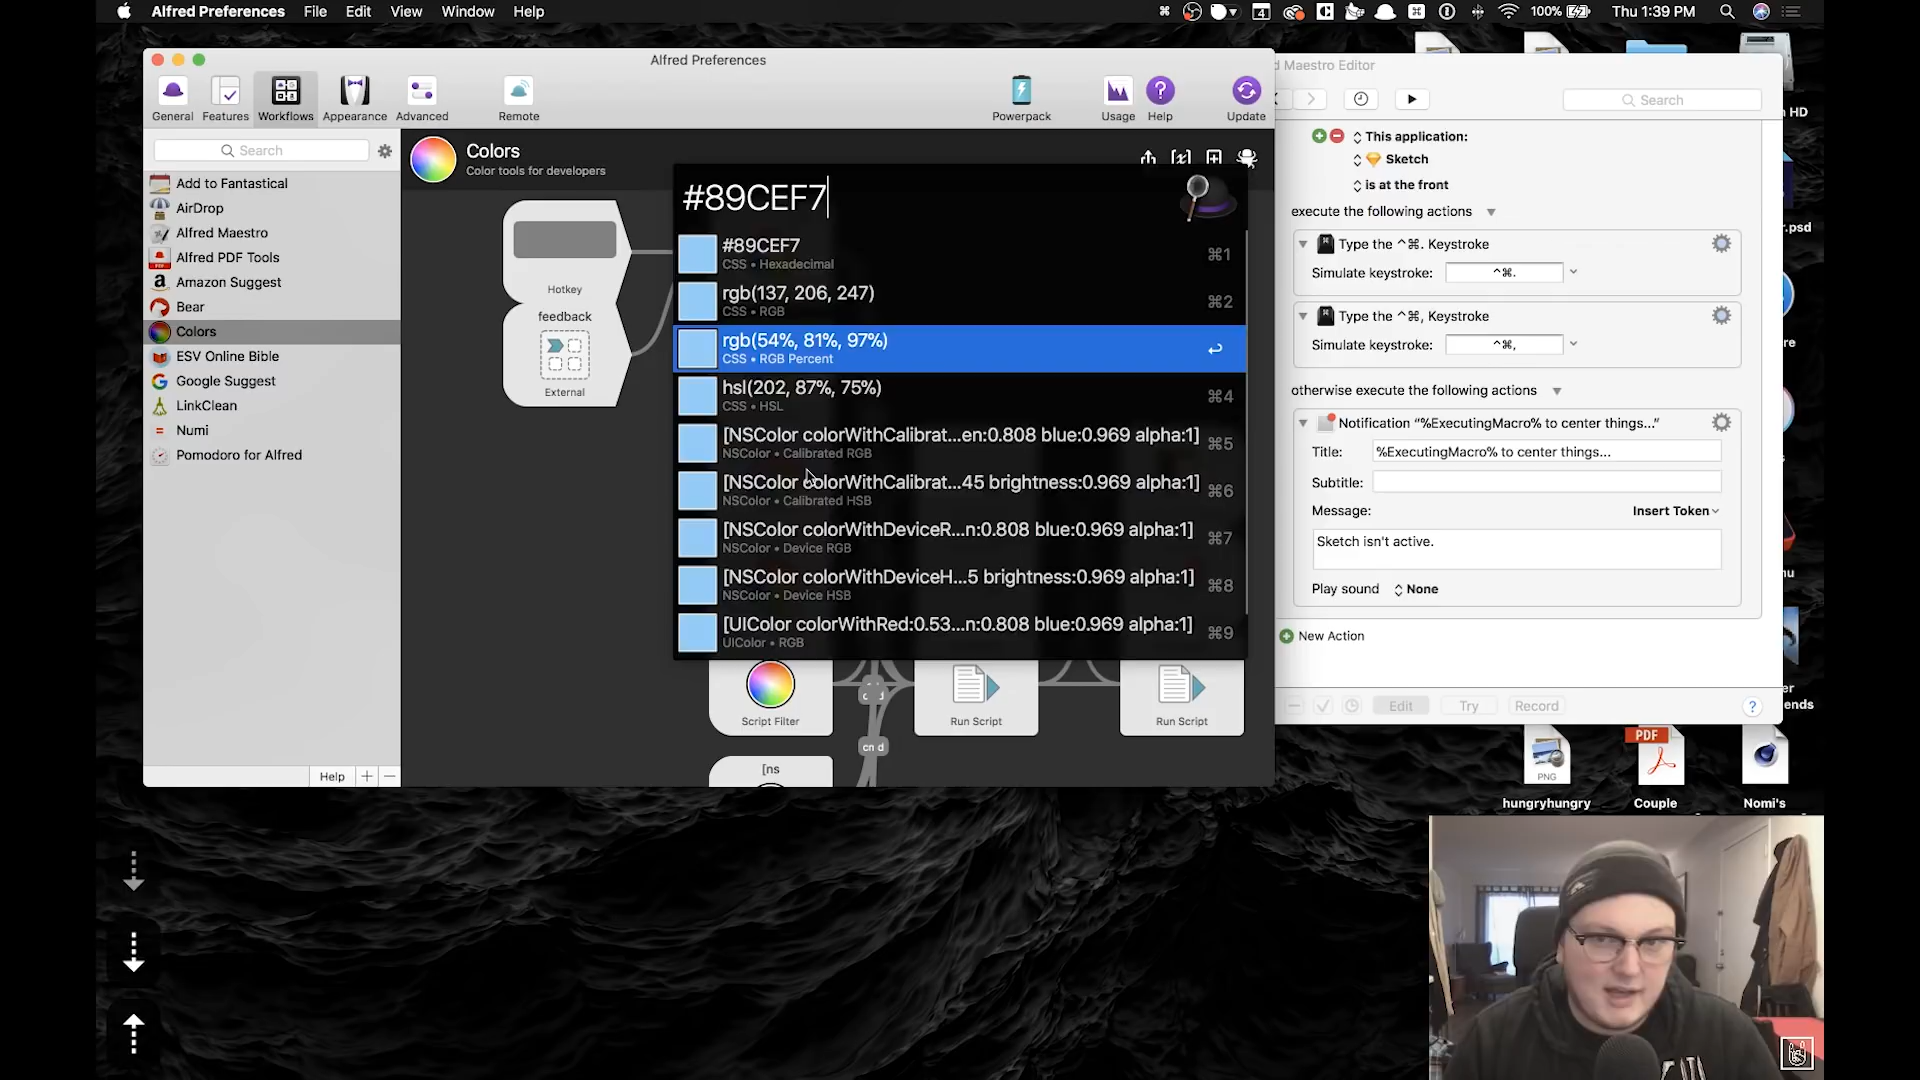 Alfred Preferences File Edit View Window Help
4 100% Thu 1:39 PM
Alfred Preferences
General Features Workflows Appearance Advanced Remote Powerpack Usage Help Update
Search
Add to Fantastical
AirDrop
Alfred Maestro
Alfred PDF Tools
Amazon Suggest
Bear
Colors
ESV Online Bible
Google Suggest
LinkClean
Numi
Pomodoro for Alfred
Help + −
Colors
Color tools for developers
Hotkey
feedback
External
#89CEF7
#89CEF7
CSS • Hexadecimal
⌘1
rgb(137, 206, 247)
CSS • RGB
⌘2
rgb(54%, 81%, 97%)
CSS • RGB Percent
hsl(202, 87%, 75%)
CSS • HSL
⌘4
[NSColor colorWithCalibrat...en:0.808 blue:0.969 alpha:1]
NSColor • Calibrated RGB
⌘5
[NSColor colorWithCalibrat...45 brightness:0.969 alpha:1]
NSColor • Calibrated HSB
⌘6
[NSColor colorWithDeviceR...n:0.808 blue:0.969 alpha:1]
NSColor • Device RGB
⌘7
[NSColor colorWithDeviceH...5 brightness:0.969 alpha:1]
NSColor • Device HSB
⌘8
[UIColor colorWithRed:0.53...n:0.808 blue:0.969 alpha:1]
UIColor • RGB
⌘9
Script Filter
Run Script
Run Script
[ns
d Maestro Editor
Search
This application:
Sketch
is at the front
execute the following actions
Type the ^⌘. Keystroke
Simulate keystroke: ^⌘.
Type the ^⌘, Keystroke
Simulate keystroke: ^⌘,
otherwise execute the following actions
Notification “%ExecutingMacro% to center things...”
Title: %ExecutingMacro% to center things...
Subtitle:
Message: Insert Token
Sketch isn't active.
Play sound None
New Action
Edit Try Record ?
HD
r.psd
ends
PNG
PDF
hungryhungry
Couple
Nomi's